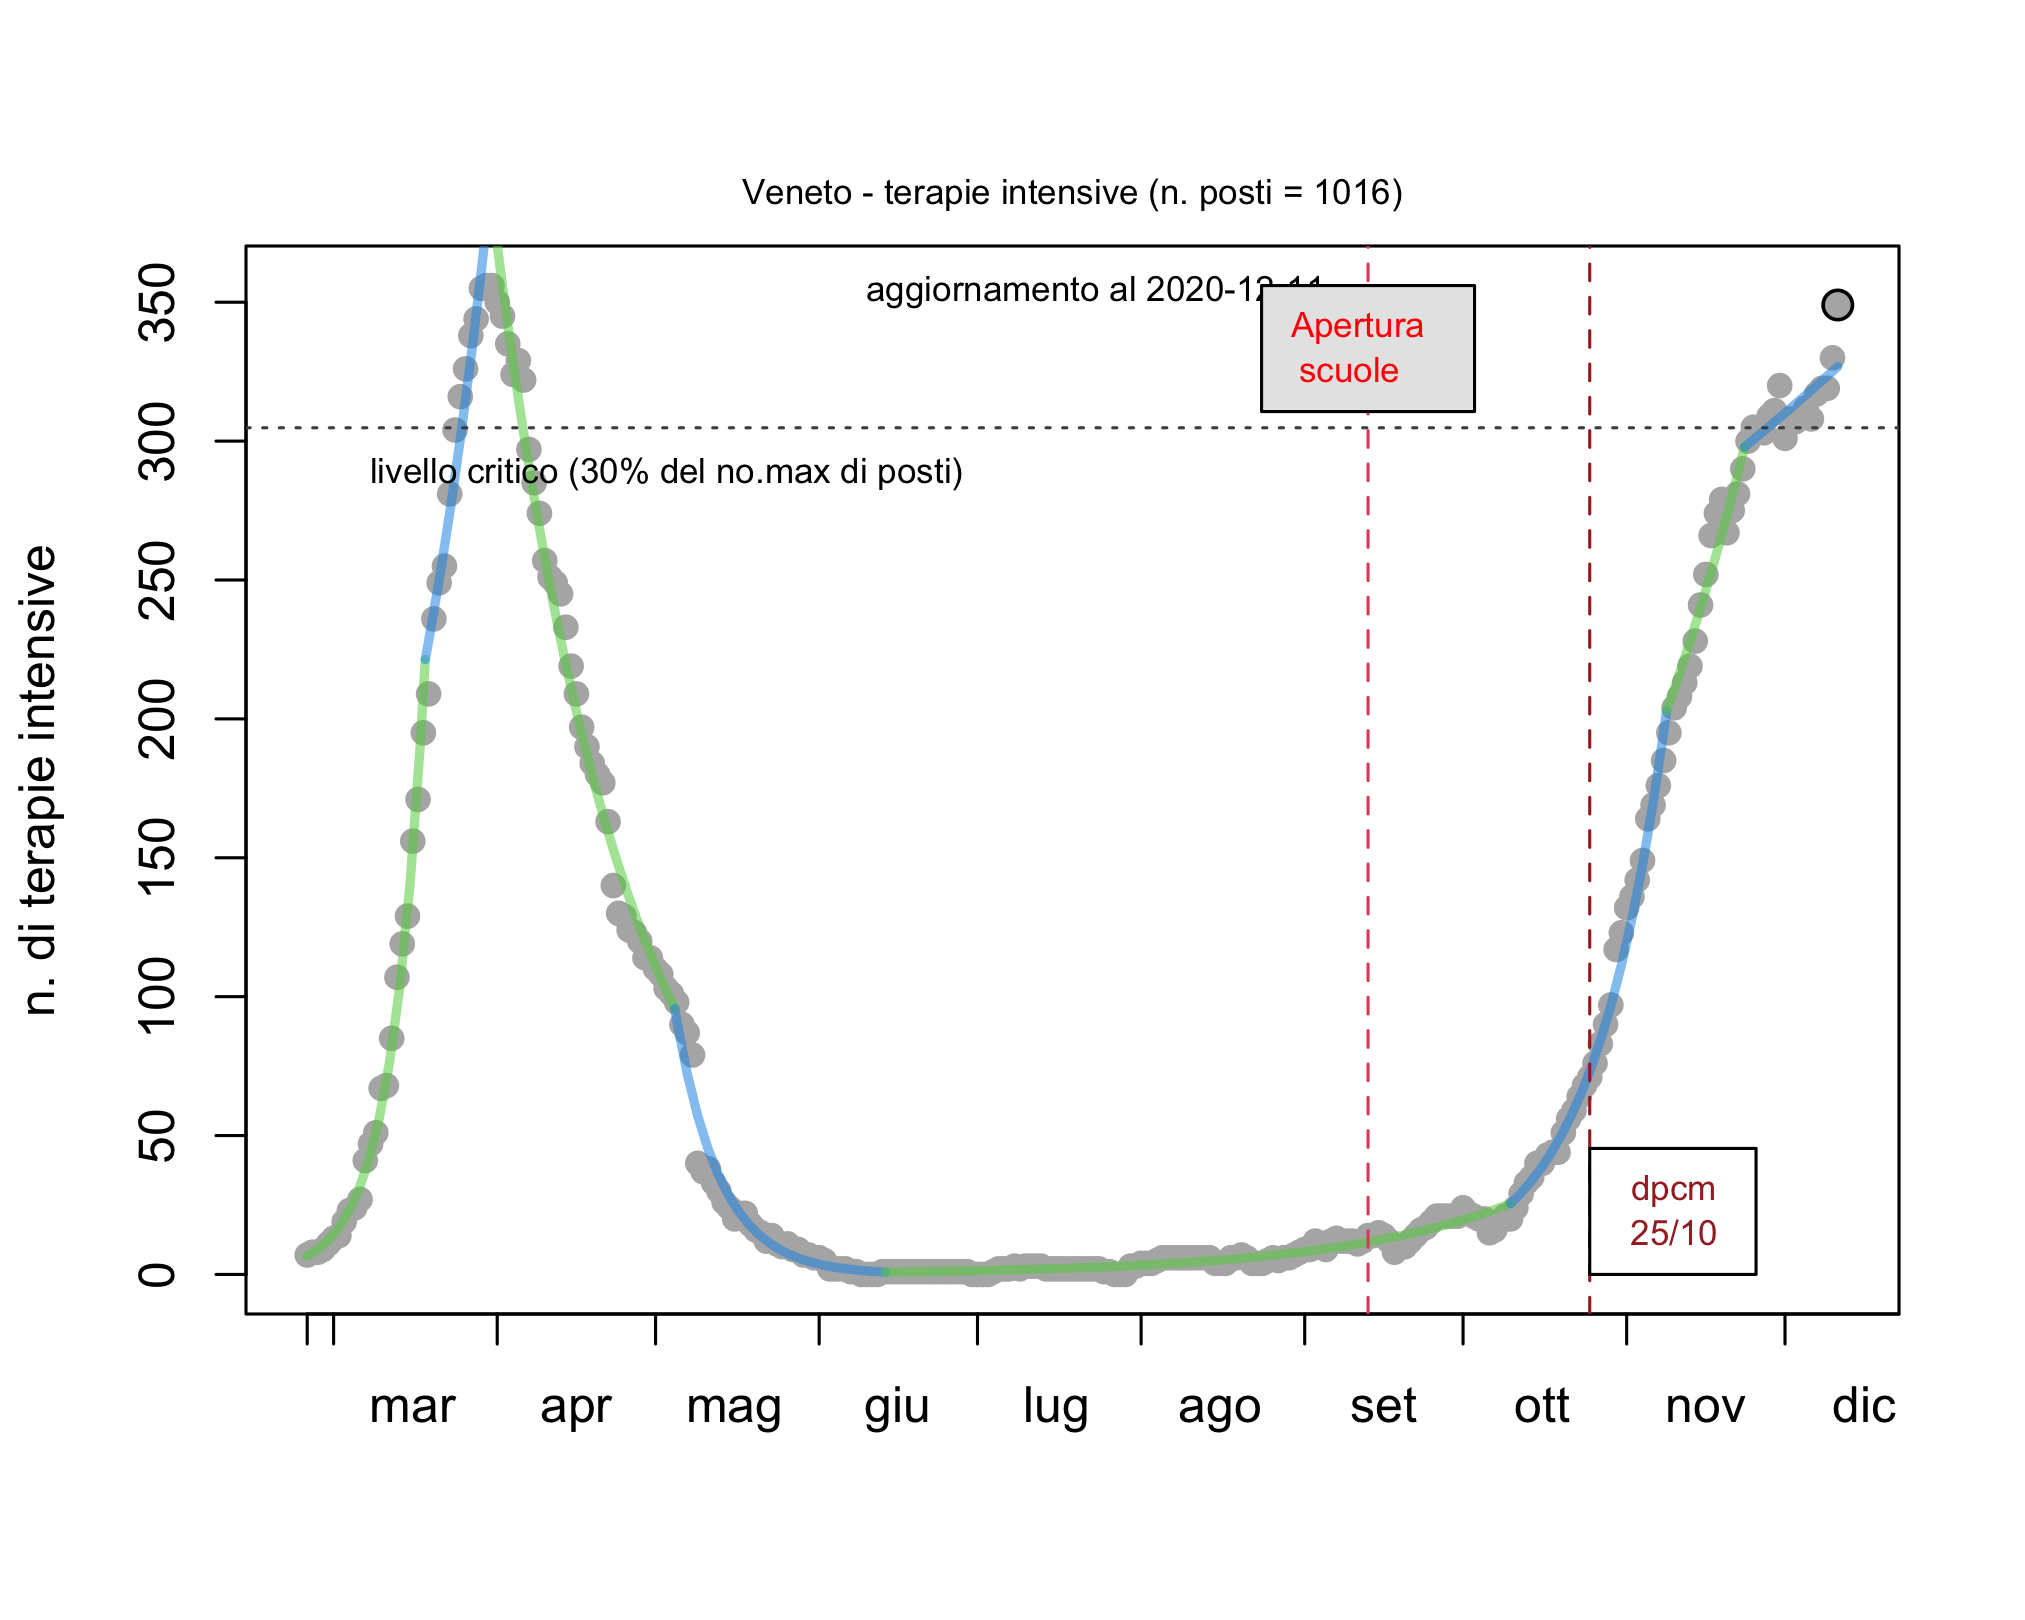 Veneto - terapie intensive (n. posti = 1016)
aggiornamento al 2020-12-11
Apertura
scuole
livello critico (30% del no.max di posti)
n. di terapie intensive
350
300
250
200
150
100
50
0
dpcm
25/10
mar apr mag giu lug ago set ott nov dic